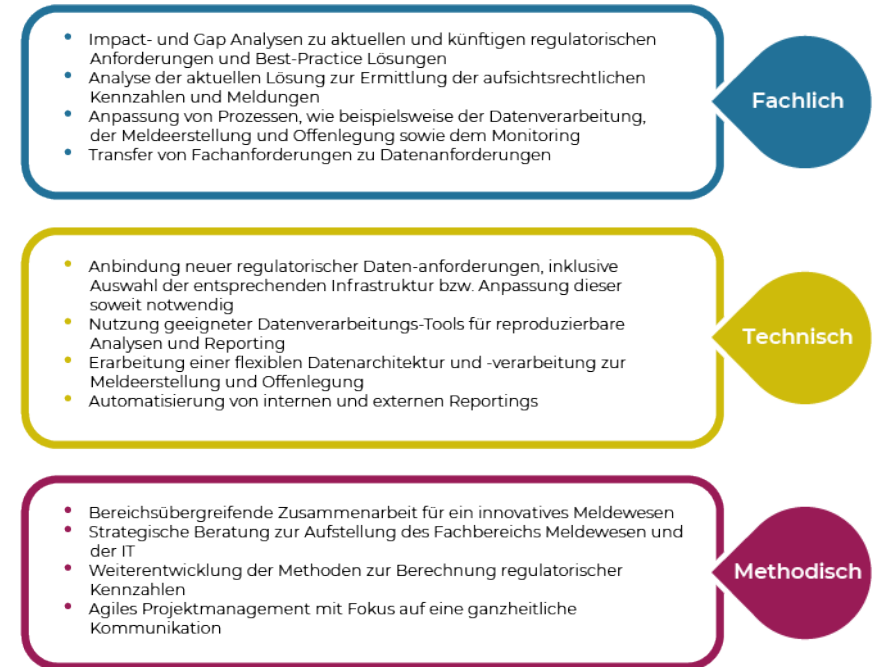 • Impact- und Gap Analysen zu aktuellen und künftigen regulatorischen
Anforderungen und Best-Practice Lösungen
• Analyse der aktuellen Lösung zur Ermittlung der aufsichtsrechtlichen
Kennzahlen und Meldungen
• Anpassung von Prozessen, wie beispielsweise der Datenverarbeitung,
der Meldeerstellung und Offenlegung sowie dem Monitoring
• Transfer von Fachanforderungen zu Datenanforderungen
Fachlich
• Anbindung neuer regulatorischer Daten-anforderungen, inklusive
Auswahl der entsprechenden Infrastruktur bzw. Anpassung dieser
soweit notwendig
• Nutzung geeigneter Datenverarbeitungs-Tools für reproduzierbare
Analysen und Reporting
• Erarbeitung einer flexiblen Datenarchitektur und -verarbeitung zur
Meldeerstellung und Offenlegung
• Automatisierung von internen und externen Reportings
Technisch
• Bereichsübergreifende Zusammenarbeit für ein innovatives Meldewesen
• Strategische Beratung zur Aufstellung des Fachbereichs Meldewesen und
der IT
• Weiterentwicklung der Methoden zur Berechnung regulatorischer
Kennzahlen
• Agiles Projektmanagement mit Fokus auf eine ganzheitliche
Kommunikation
Methodisch